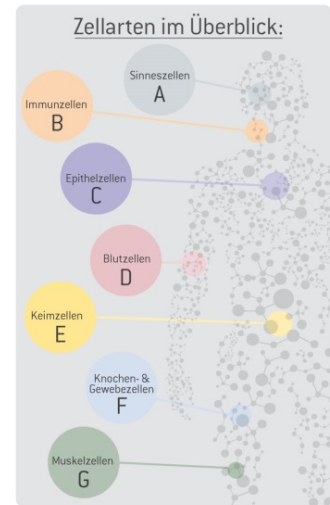 Zellarten im Überblick:
Sinneszellen
A
Immunzellen
B
Epithelzellen
C
Blutzellen
D
Keimzellen
E
Knochen- &
Gewebezellen
F
Muskelzellen
G